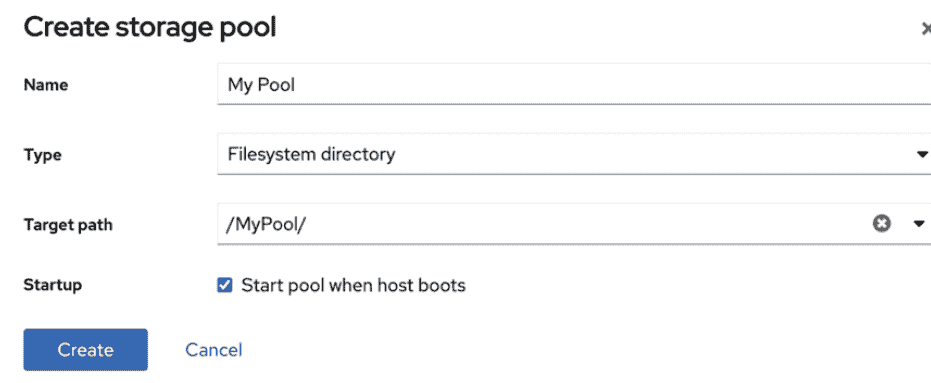 Create storage pool
Name My Pool
Type Filesystem directory
Target path /MyPool/
Startup Start pool when host boots
Create Cancel